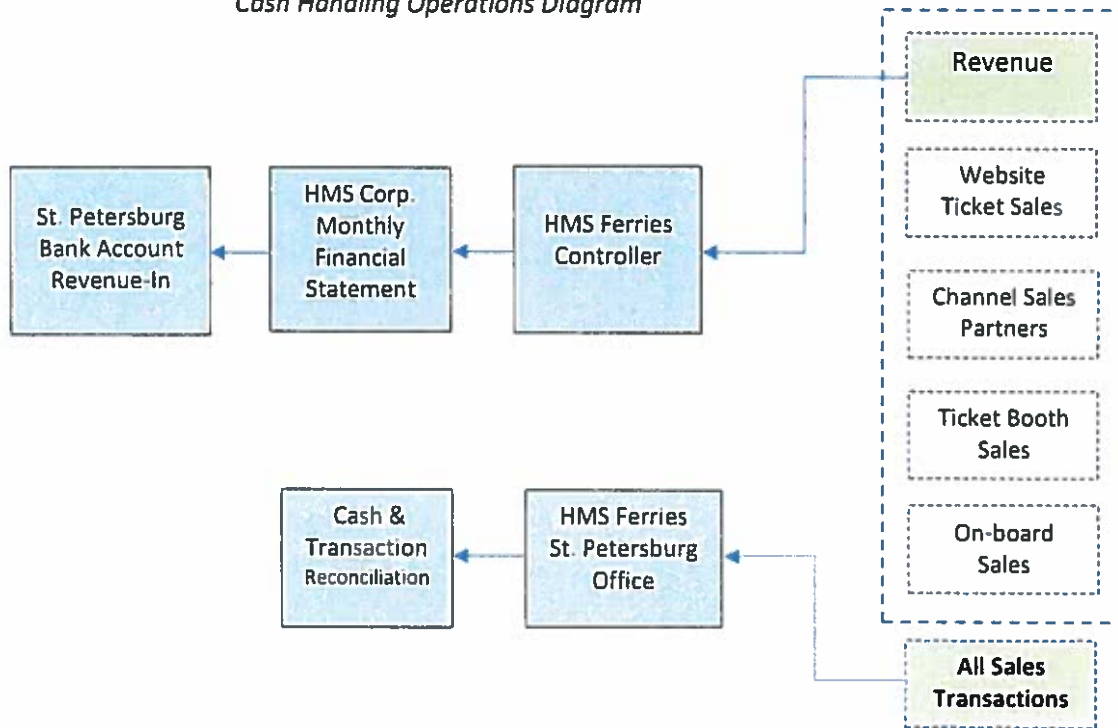 Cash Handling Operations Diagram
Revenue
Website
Ticket Sales
Channel Sales
Partners
Ticket Booth
Sales
On-board
Sales
All Sales
Transactions
HMS Ferries
Controller
HMS Corp.
Monthly
Financial
Statement
St. Petersburg
Bank Account
Revenue-In
HMS Ferries
St. Petersburg
Office
Cash &
Transaction
Reconciliation